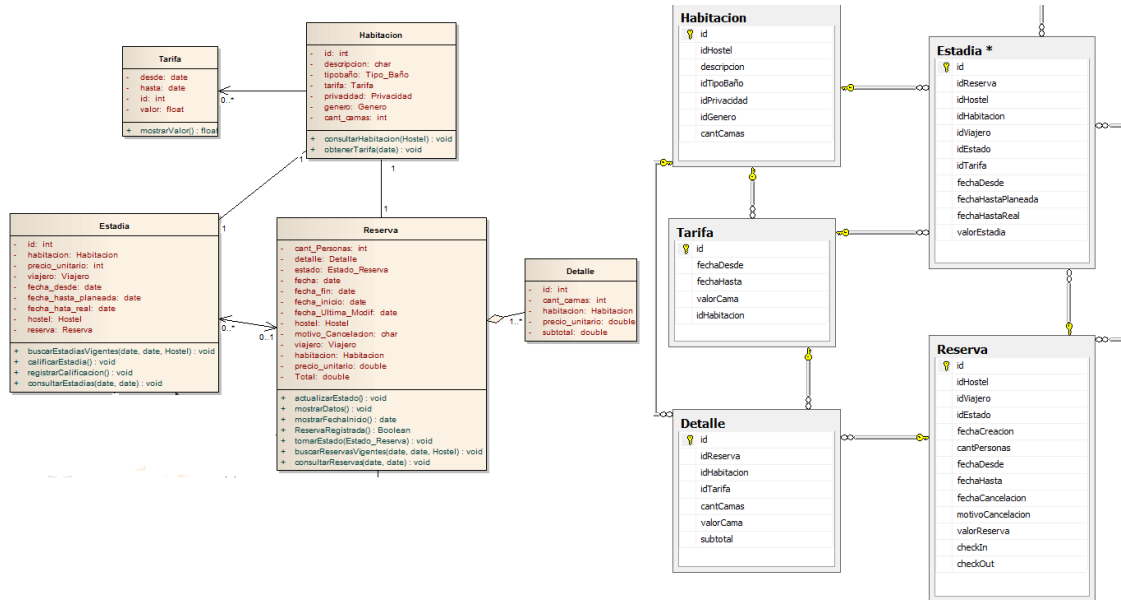 Tarifa
- desde: date
- hasta: date
- id: int
- valor: float
+ mostrarValor() : float
0..*
Habitacion
- id: int
- descripcion: char
- tipobaño: Tipo_Baño
- tarifa: Tarifa
- privacidad: Privacidad
- genero: Genero
- cant_camas: int
+ consultarHabitacion(Hostel) : void
+ obtenerTarifa(date) : void
1
1
1
1
Estadia
- id: int
- habitacion: Habitacion
- precio_unitario: int
- viajero: Viajero
- fecha_desde: date
- fecha_hasta_planeada: date
- fecha_hata_real: date
- hostel: Hostel
- reserva: Reserva
+ buscarEstadiasVigentes(date, date, Hostel) : void
+ calificarEstadia() : void
+ registrarCalificacion() : void
+ consultarEstadias(date, date) : void
0..*
0..1
Reserva
- cant_Personas: int
- detalle: Detalle
- estado: Estado_Reserva
- fecha: date
- fecha_fin: date
- fecha_inicio: date
- fecha_Ultima_Modif: date
- hostel: Hostel
- motivo_Cancelacion: char
- viajero: Viajero
- habitacion: Habitacion
- precio_unitario: double
- Total: double
+ actualizarEstado() : void
+ mostrarDatos() : void
+ mostrarFechaInicio() : date
+ ReservaRegistrada() : Boolean
+ tomarEstado(Estado_Reserva) : void
+ buscarReservasVigentes(date, date, Hostel) : void
+ consultarReservas(date, date) : void
1..*
Detalle
- id: int
- cant_camas: int
- habitacion: Habitacion
- precio_unitario: double
- subtotal: double
Habitacion
id
idHostel
descripcion
idTipoBaño
idPrivacidad
idGenero
cantCamas
Estadia *
id
idReserva
idHostel
idHabitacion
idViajero
idEstado
idTarifa
fechaDesde
fechaHastaPlaneada
fechaHastaReal
valorEstadia
Tarifa
id
fechaDesde
fechaHasta
valorCama
idHabitacion
Detalle
id
idReserva
idHabitacion
idTarifa
cantCamas
valorCama
subtotal
Reserva
id
idHostel
idViajero
idEstado
fechaCreacion
cantPersonas
fechaDesde
fechaHasta
fechaCancelacion
motivoCancelacion
valorReserva
checkIn
checkOut